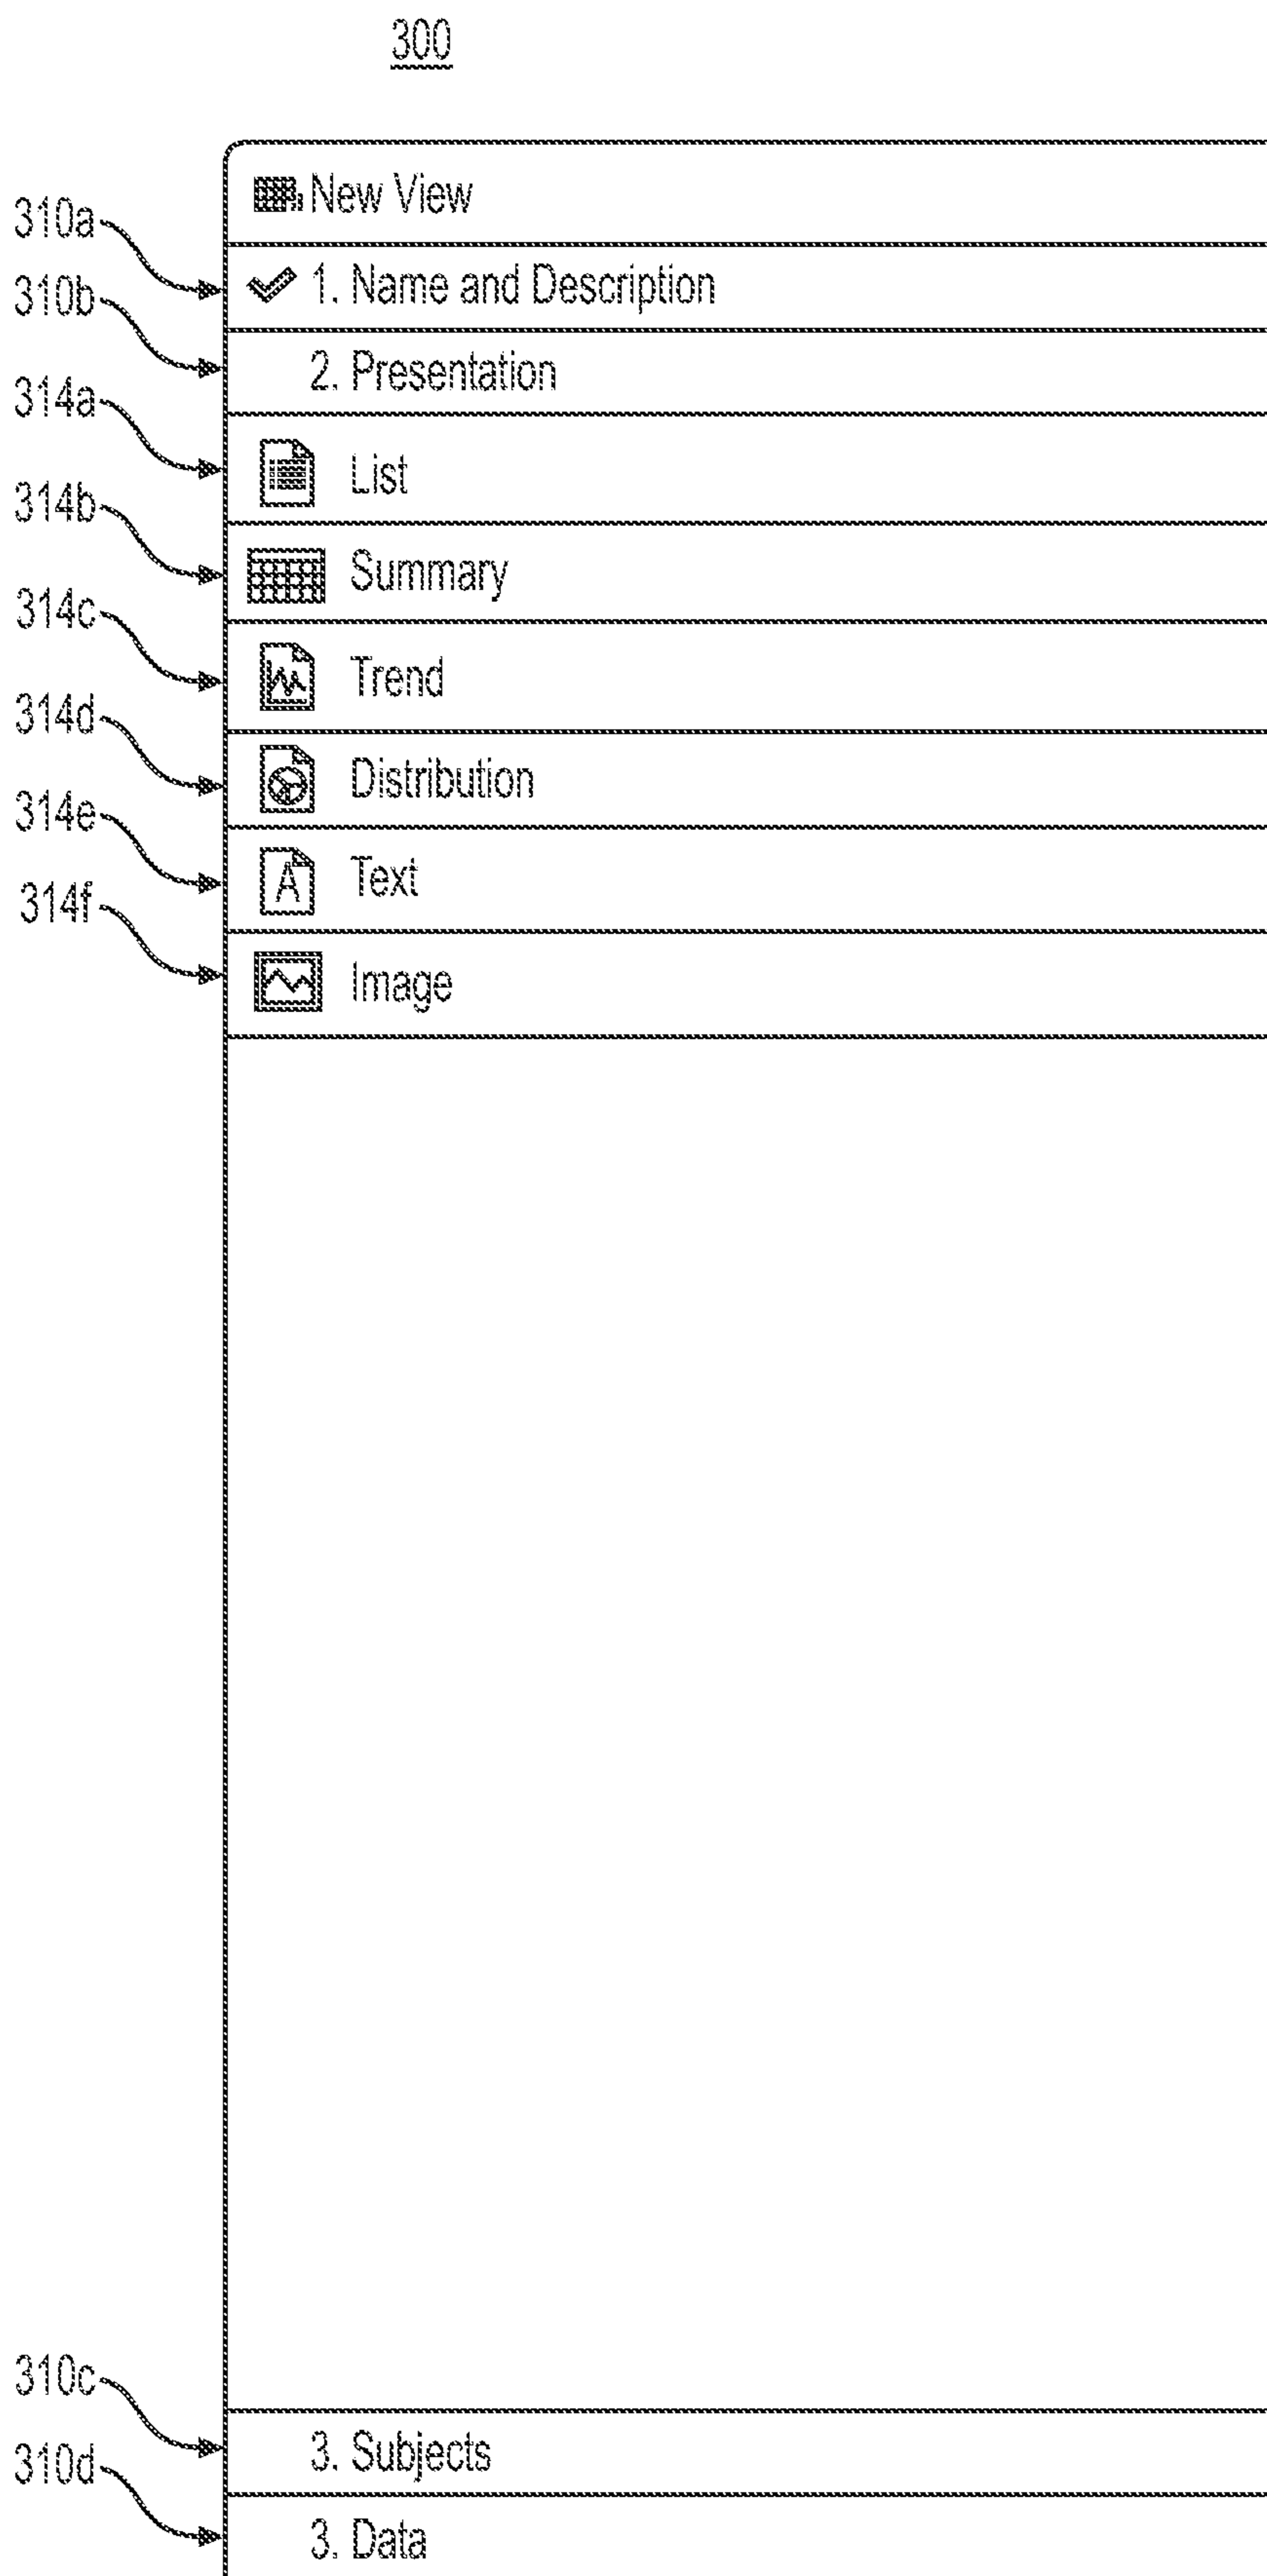 300
New View
310a
1. Name and Description
310b
2. Presentation
314a
List
314b
Summary
314c
Trend
314d
Distribution
314e
A Text
314f
Image
310c
3. Subjects
310d
3. Data